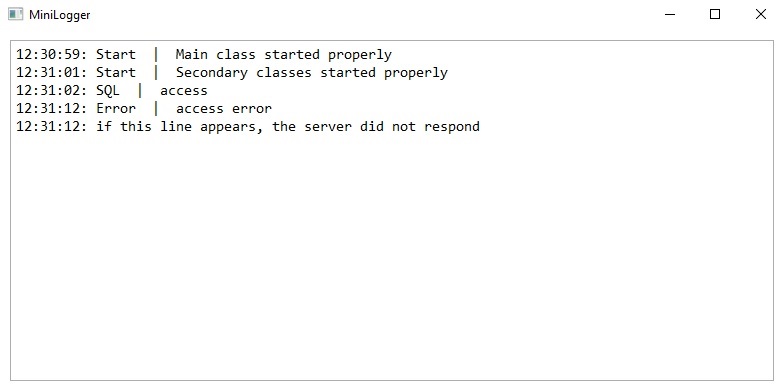 MiniLogger
12:30:59: Start  |  Main class started properly
12:31:01: Start  |  Secondary classes started properly
12:31:02: SQL  |  access
12:31:12: Error  |  access error
12:31:12: if this line appears, the server did not respond